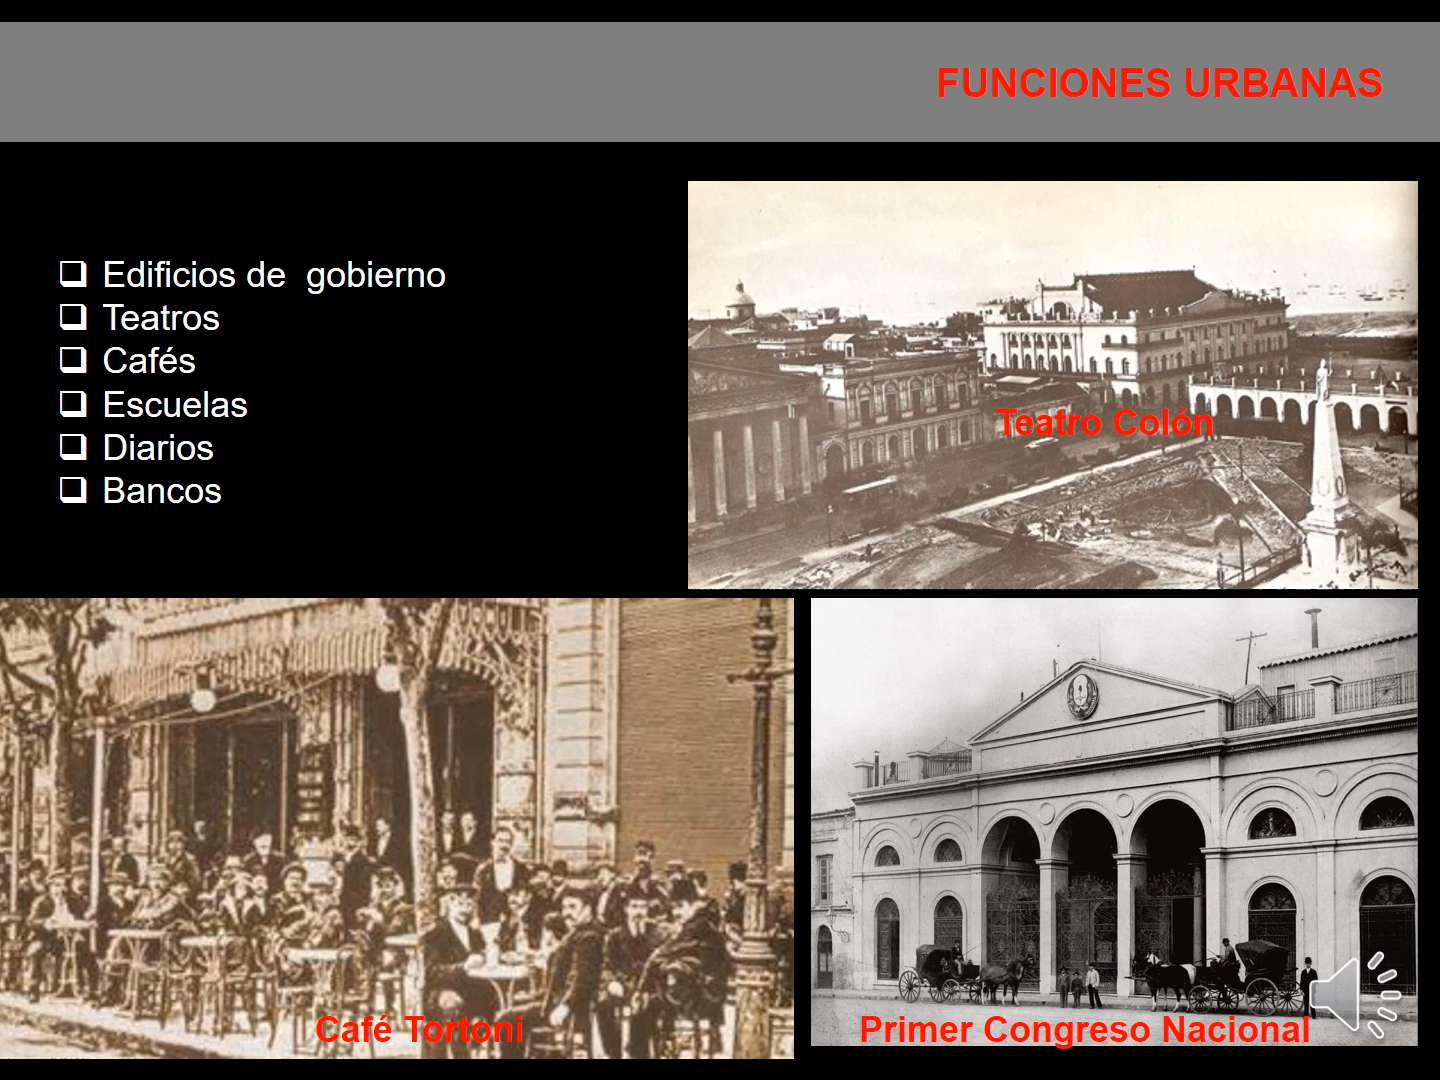 FUNCIONES URBANAS
Edificios de  gobierno
Teatros
Cafés
Escuelas
Diarios
Bancos
Teatro Colón
Café Tortoni
Primer Congreso Nacional